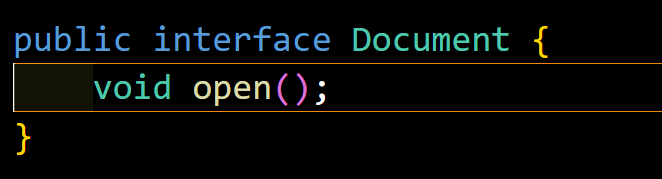 public interface Document {
    void open();
}